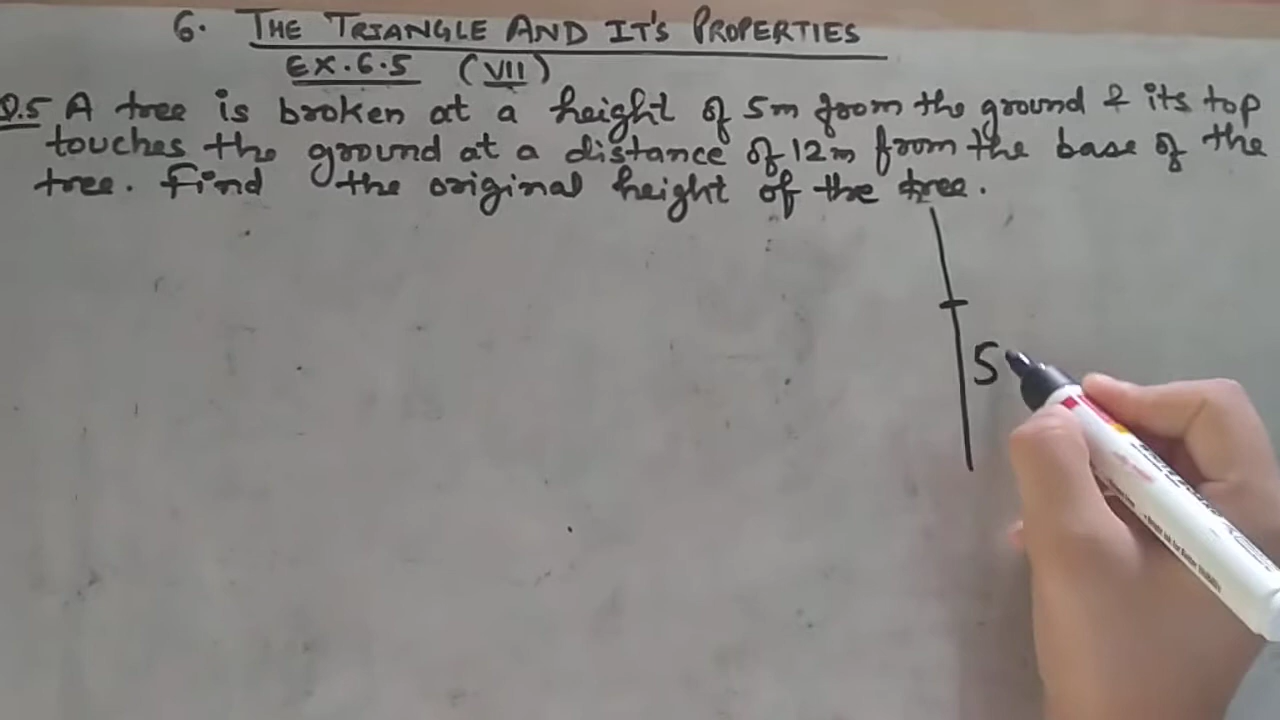 6. THE TRIANGLE AND IT'S PROPERTIES
EX.6.5 (VII)
Q.5 A tree is broken at a height of 5m from the ground & its top
touches the ground at a distance of 12m from the base of the
tree. Find the original height of the tree.
5